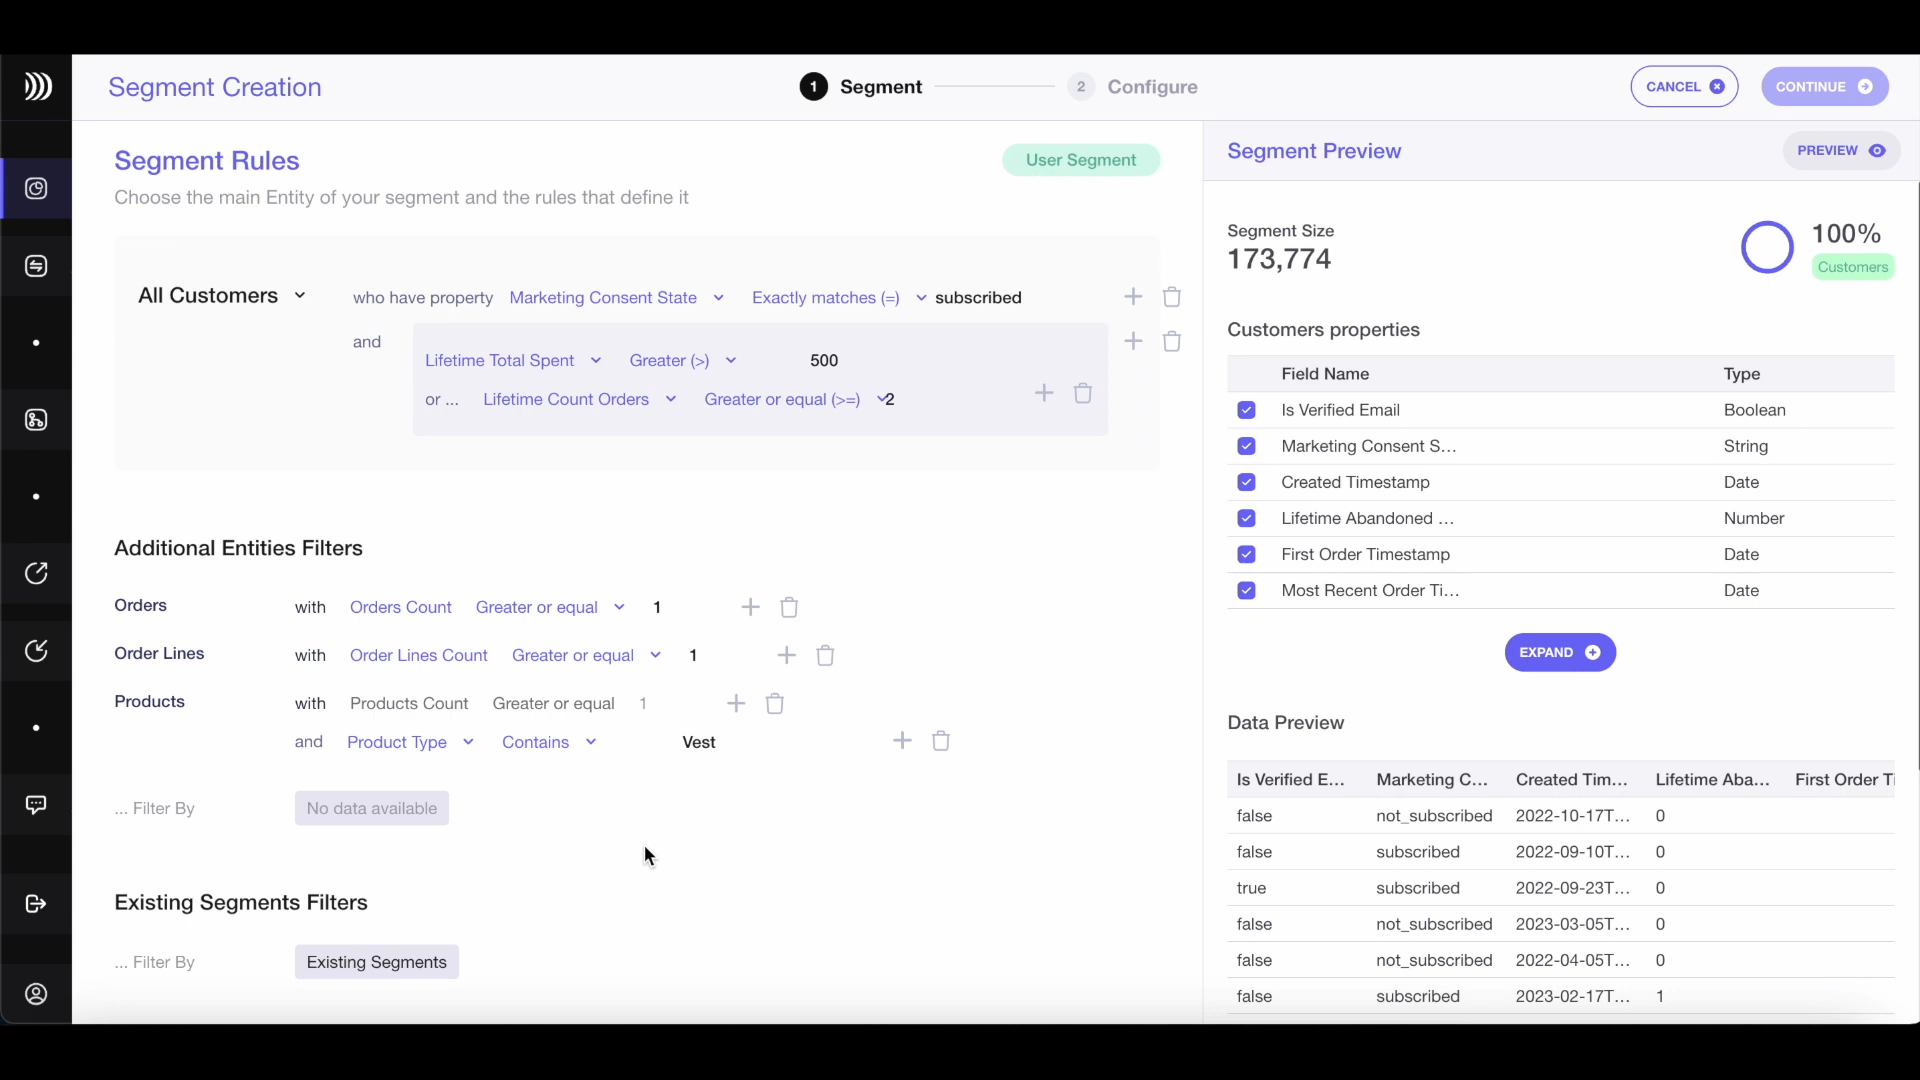 Segment Creation
1 Segment 2 Configure
CANCEL CONTINUE
Segment Rules
User Segment
Choose the main Entity of your segment and the rules that define it
All Customers who have property Marketing Consent State Exactly matches (=) subscribed
and
Lifetime Total Spent Greater (>) 500
or ... Lifetime Count Orders Greater or equal (>=) 2
Additional Entities Filters
Orders with Orders Count Greater or equal 1
Order Lines with Order Lines Count Greater or equal 1
Products with Products Count Greater or equal 1
and Product Type Contains Vest
... Filter By No data available
Existing Segments Filters
... Filter By Existing Segments
Segment Preview PREVIEW
Segment Size
173,774
100%
Customers
Customers properties
Field Name Type
Is Verified Email Boolean
Marketing Consent S... String
Created Timestamp Date
Lifetime Abandoned ... Number
First Order Timestamp Date
Most Recent Order Ti... Date
EXPAND
Data Preview
Is Verified E... Marketing C... Created Tim... Lifetime Aba... First Order Ti
false not_subscribed 2022-10-17T... 0
false subscribed 2022-09-10T... 0
true subscribed 2022-09-23T... 0
false not_subscribed 2023-03-05T... 0
false not_subscribed 2022-04-05T... 0
false subscribed 2023-02-17T... 1